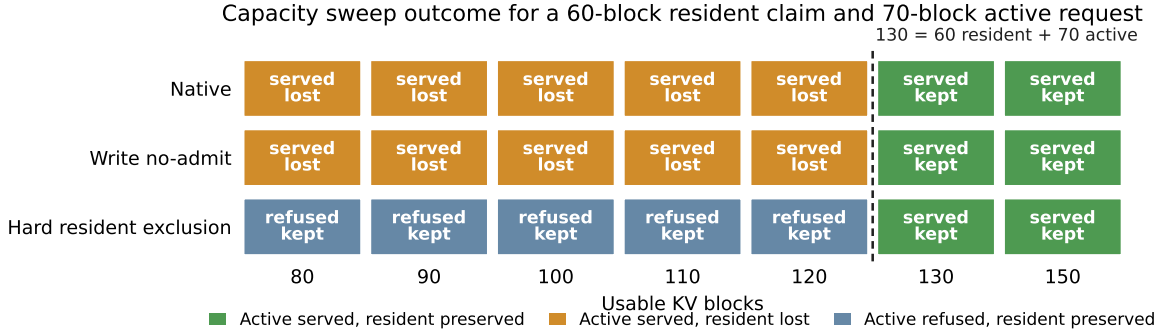 Capacity sweep outcome for a 60-block resident claim and 70-block active request
130 = 60 resident + 70 active
Native
served lost
served lost
served lost
served lost
served lost
served kept
served kept
Write no-admit
served lost
served lost
served lost
served lost
served lost
served kept
served kept
Hard resident exclusion
refused kept
refused kept
refused kept
refused kept
refused kept
served kept
served kept
80 90 100 110 120 130 150
Usable KV blocks
Active served, resident preserved Active served, resident lost Active refused, resident preserved